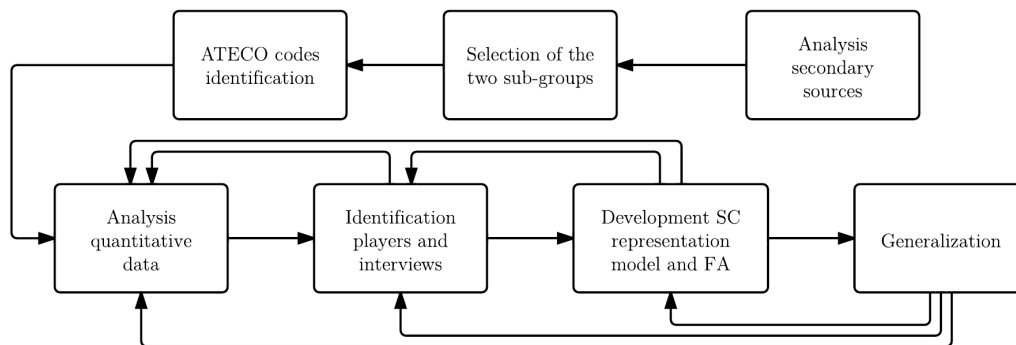 ATECO codes
identification
Selection of the
two sub-groups
Analysis
secondary
sources
Analysis
quantitative
data
Identification
players and
interviews
Development SC
representation
model and FA
Generalization